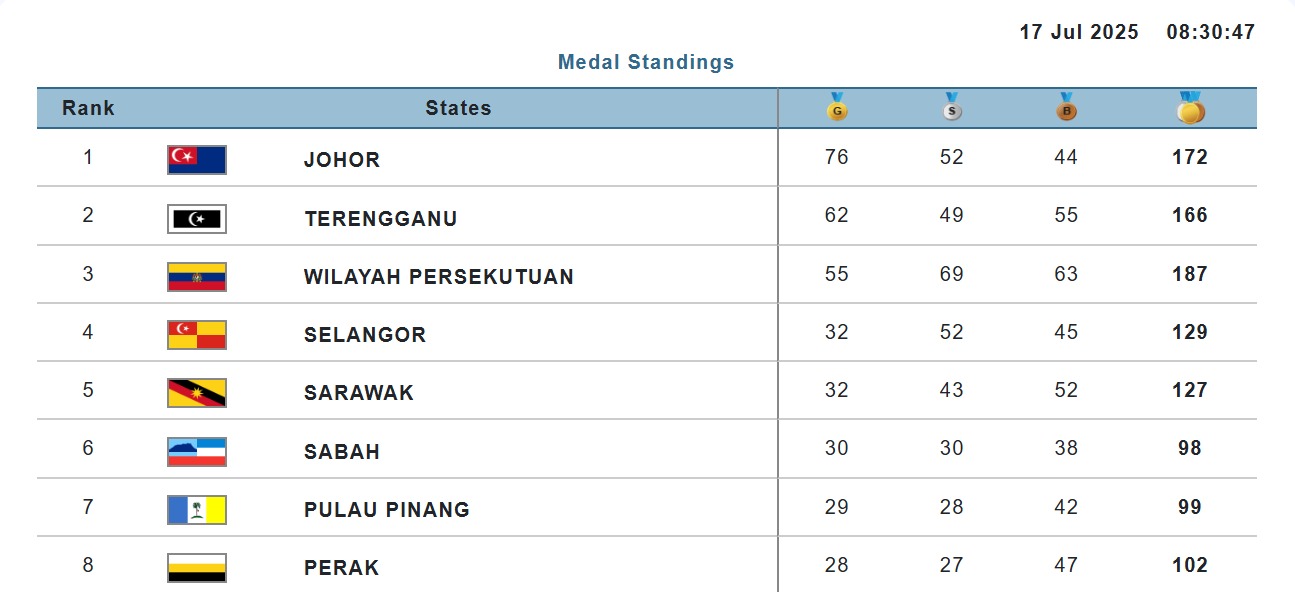 17 Jul 2025 08:30:47
Medal Standings
Rank States G S B
1 JOHOR 76 52 44 172
2 TERENGGANU 62 49 55 166
3 WILAYAH PERSEKUTUAN 55 69 63 187
4 SELANGOR 32 52 45 129
5 SARAWAK 32 43 52 127
6 SABAH 30 30 38 98
7 PULAU PINANG 29 28 42 99
8 PERAK 28 27 47 102